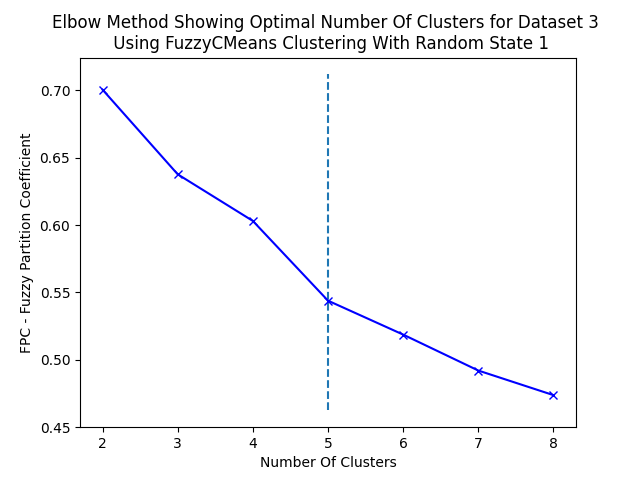 Elbow Method Showing Optimal Number Of Clusters for Dataset 3
Using FuzzyCMeans Clustering With Random State 1
FPC - Fuzzy Partition Coefficient
0.70
0.65
0.60
0.55
0.50
0.45
2 3 4 5 6 7 8
Number Of Clusters